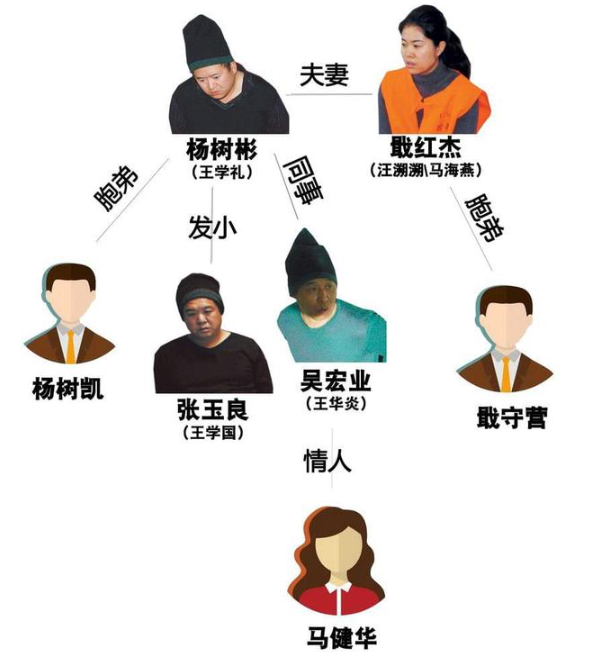 夫妻
杨树彬
(王学礼)
戢红杰
(汪溯溯\马海燕)
胞弟
发小
同事
胞弟
杨树凯
张玉良
(王学国)
吴宏业
(王华炎)
戢守营
情人
马健华